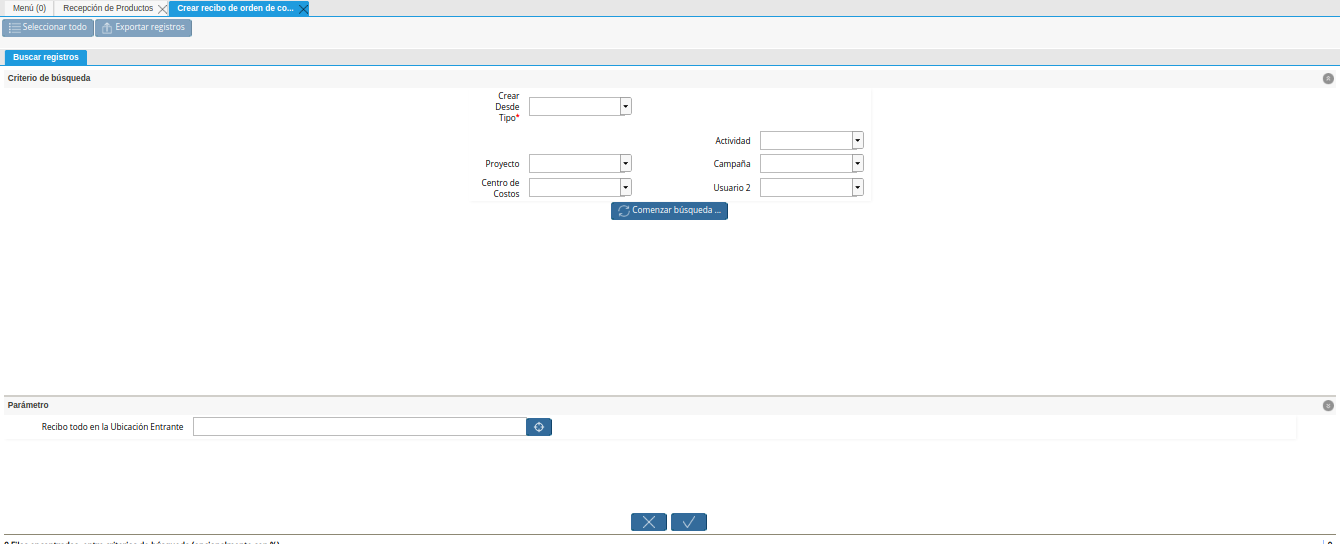 Menú (0) Recepción de Productos Crear recibo de orden de co...
Seleccionar todo Exportar registros
Buscar registros
Criterio de búsqueda
Crear
Desde
Tipo*
Actividad
Proyecto Campaña
Centro de
Costos
Usuario 2
Comenzar búsqueda ...
Parámetro
Recibo todo en la Ubicación Entrante